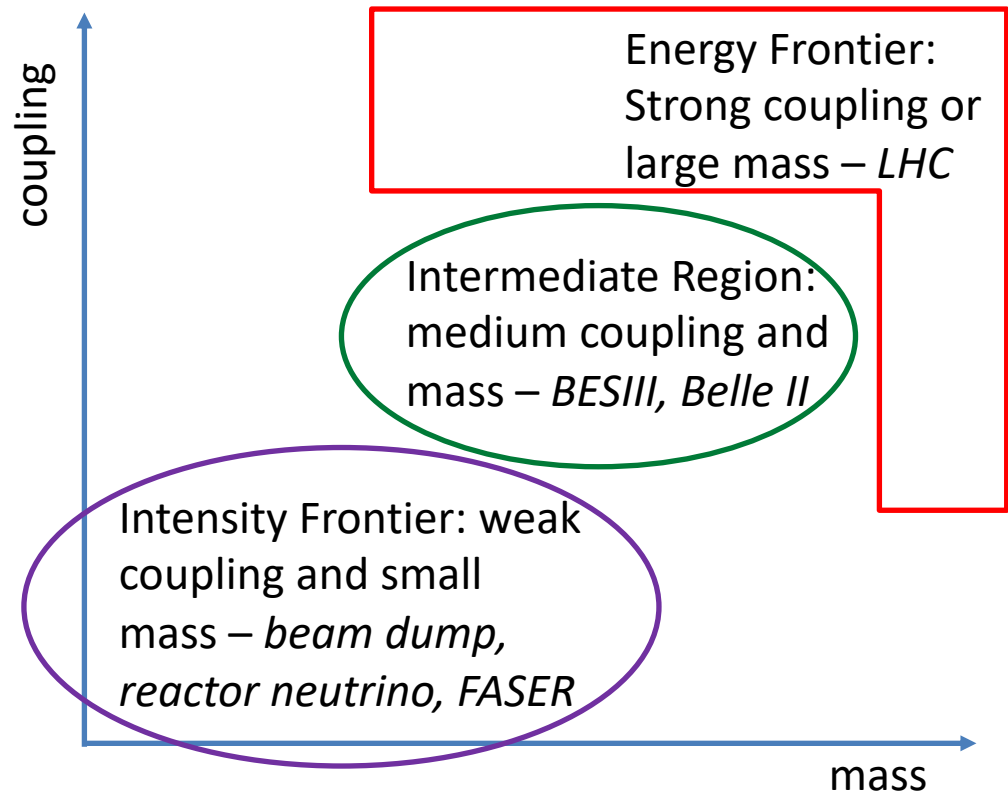 coupling
Energy Frontier:
Strong coupling or
large mass – LHC
Intermediate Region:
medium coupling and
mass – BESIII, Belle II
Intensity Frontier: weak
coupling and small
mass – beam dump,
reactor neutrino, FASER
mass